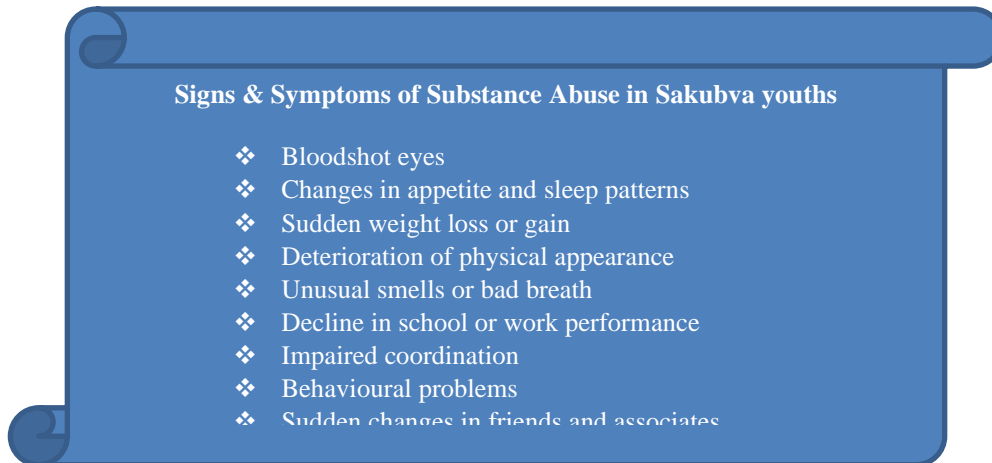 Signs & Symptoms of Substance Abuse in Sakubva youths
❖ Bloodshot eyes
❖ Changes in appetite and sleep patterns
❖ Sudden weight loss or gain
❖ Deterioration of physical appearance
❖ Unusual smells or bad breath
❖ Decline in school or work performance
❖ Impaired coordination
❖ Behavioural problems
❖ Sudden changes in friends and associates